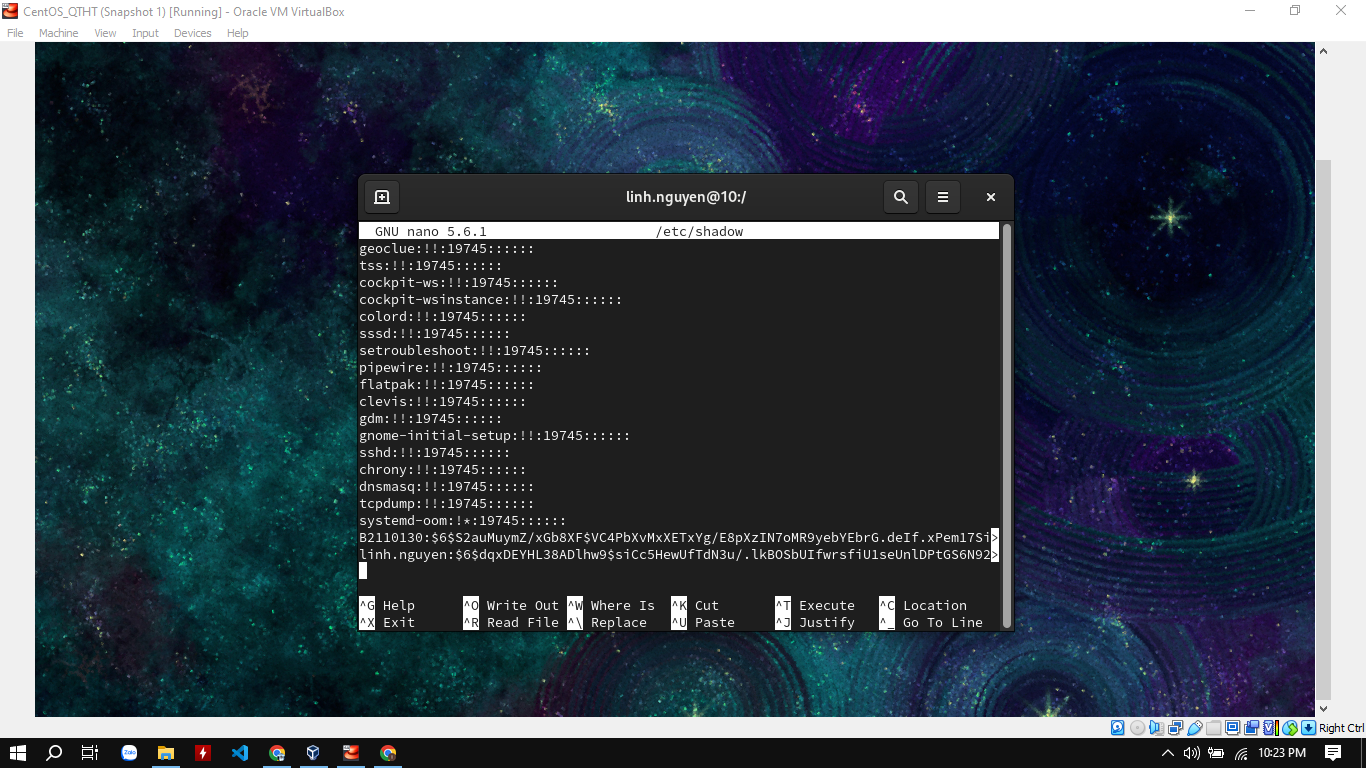 CentOS_QTHT (Snapshot 1) [Running] - Oracle VM VirtualBox
File Machine View Input Devices Help
linh.nguyen@10:/
GNU nano 5.6.1 /etc/shadow
geoclue:!!:19745::::::
tss:!!:19745::::::
cockpit-ws:!!:19745::::::
cockpit-wsinstance:!!:19745::::::
colord:!!:19745::::::
sssd:!!:19745::::::
setroubleshoot:!!:19745::::::
pipewire:!!:19745::::::
flatpak:!!:19745::::::
clevis:!!:19745::::::
gdm:!!:19745::::::
gnome-initial-setup:!!:19745::::::
sshd:!!:19745::::::
chrony:!!:19745::::::
dnsmasq:!!:19745::::::
tcpdump:!!:19745::::::
systemd-oom:!*:19745::::::
B2110130:$6$S2auMuymZ/xGb8XF$VC4PbXvMxXETxYg/E8pXzIN7oMR9yebYEbrG.deIf.xPem17Si>
linh.nguyen:$6$dqxDEYHL38ADlhw9$siCc5HewUfTdN3u/.lkBOSbUIfwrsfiU1seUnlDPtGS6N92>
^G Help ^O Write Out ^W Where Is ^K Cut ^T Execute ^C Location
^X Exit ^R Read File ^\ Replace ^U Paste ^J Justify ^_ Go To Line
Right Ctrl
Zalo
10:23 PM